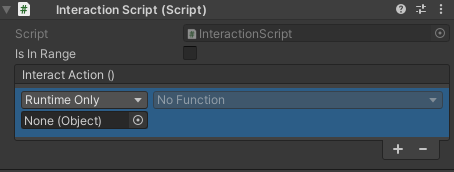 Interaction Script (Script)
Script InteractionScript
Is In Range
Interact Action ()
Runtime Only No Function
None (Object)